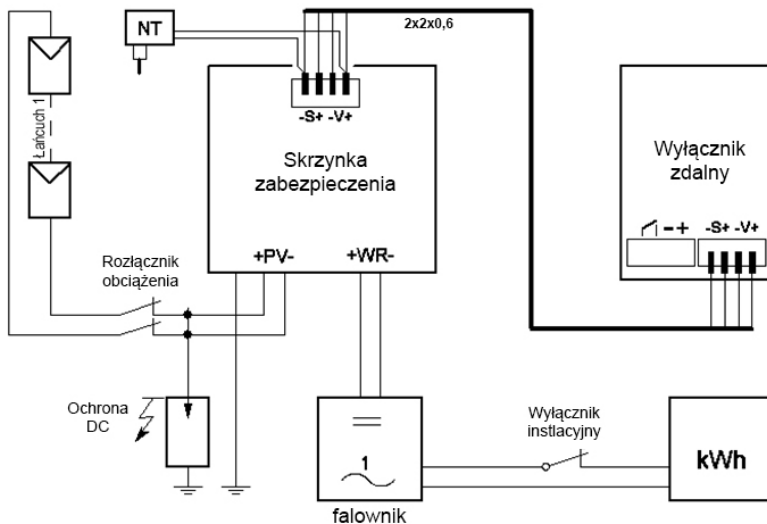 NT
2x2x0,6
Łańcuch 1
-S+ -V+
Skrzynka
zabezpieczenia
+PV-
+WR-
Wyłącznik
zdalny
- +
-S+ -V+
Rozłącznik
obciążenia
Ochrona
DC
1
falownik
Wyłącznik
instlacyjny
kWh